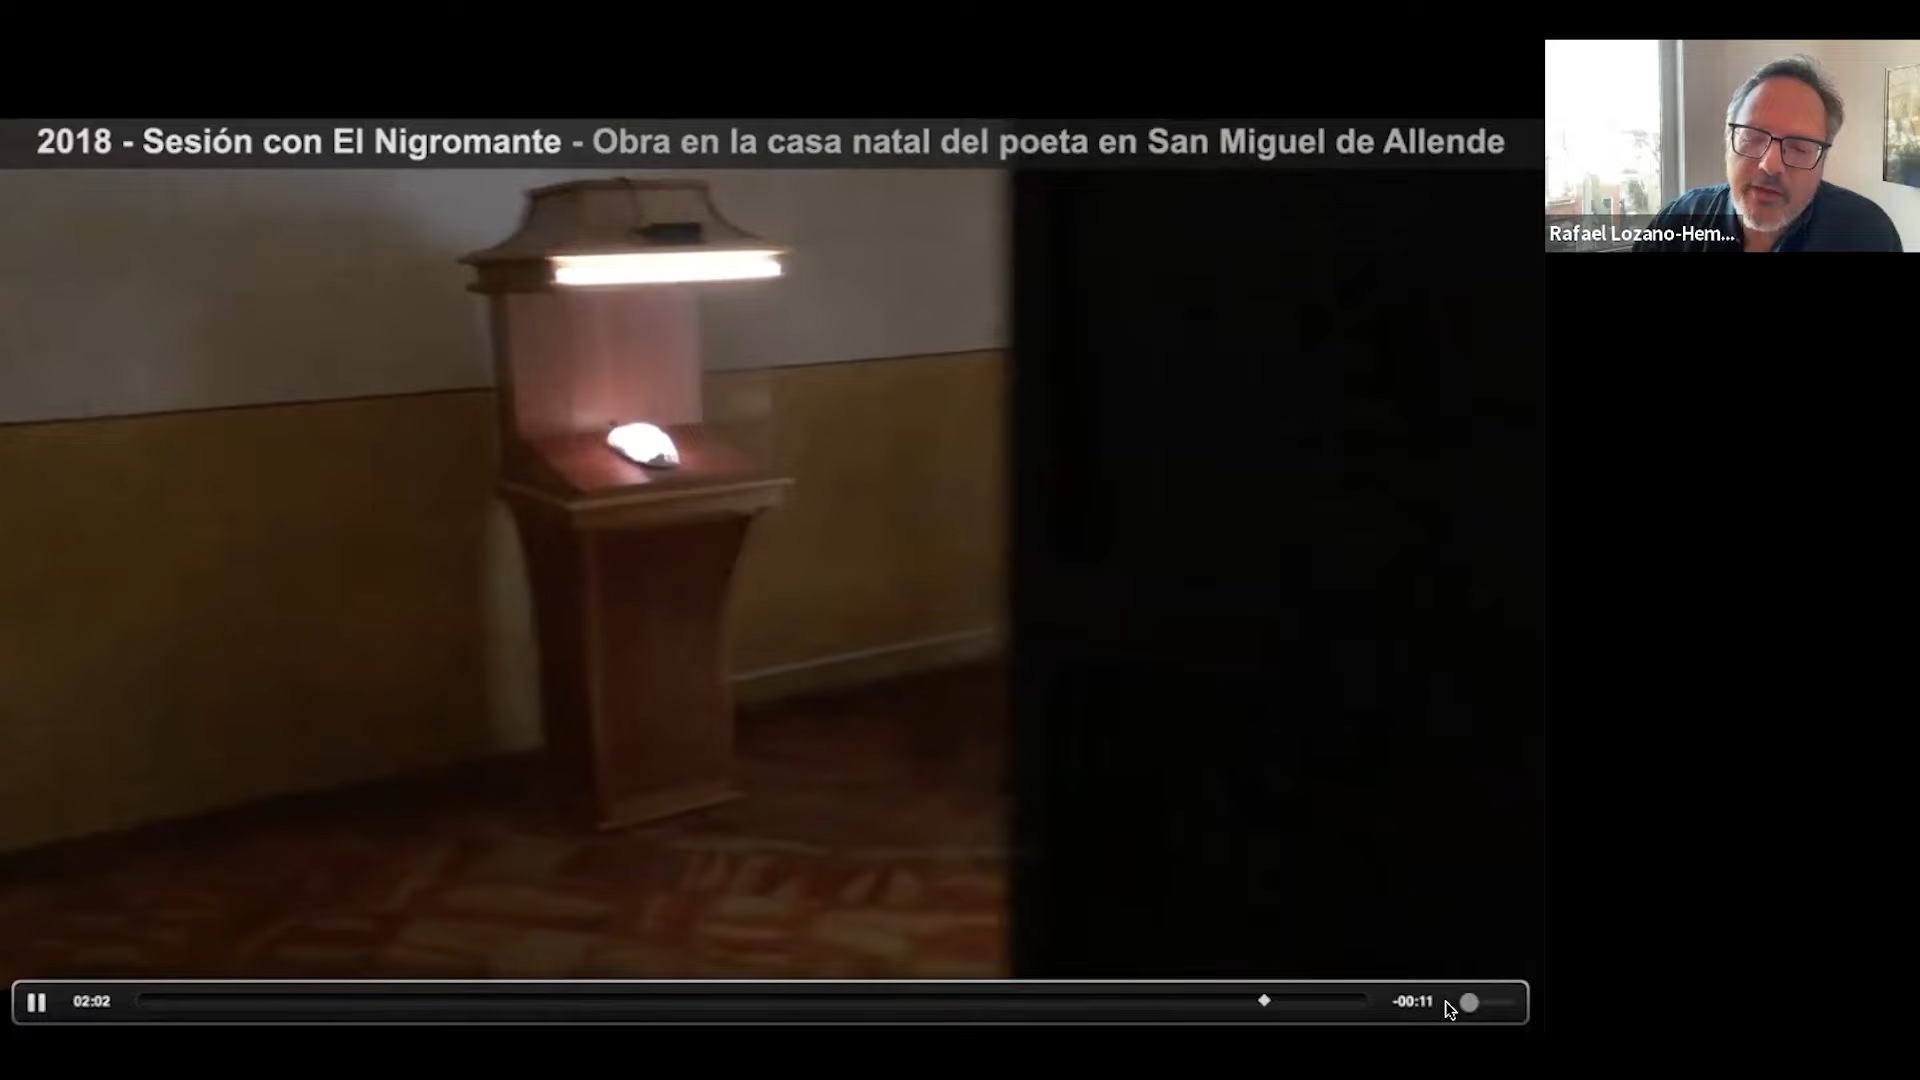 2018 - Sesión con El Nigromante - Obra en la casa natal del poeta en San Miguel de Allende
Rafael Lozano-Hem...
02:02
-00:11